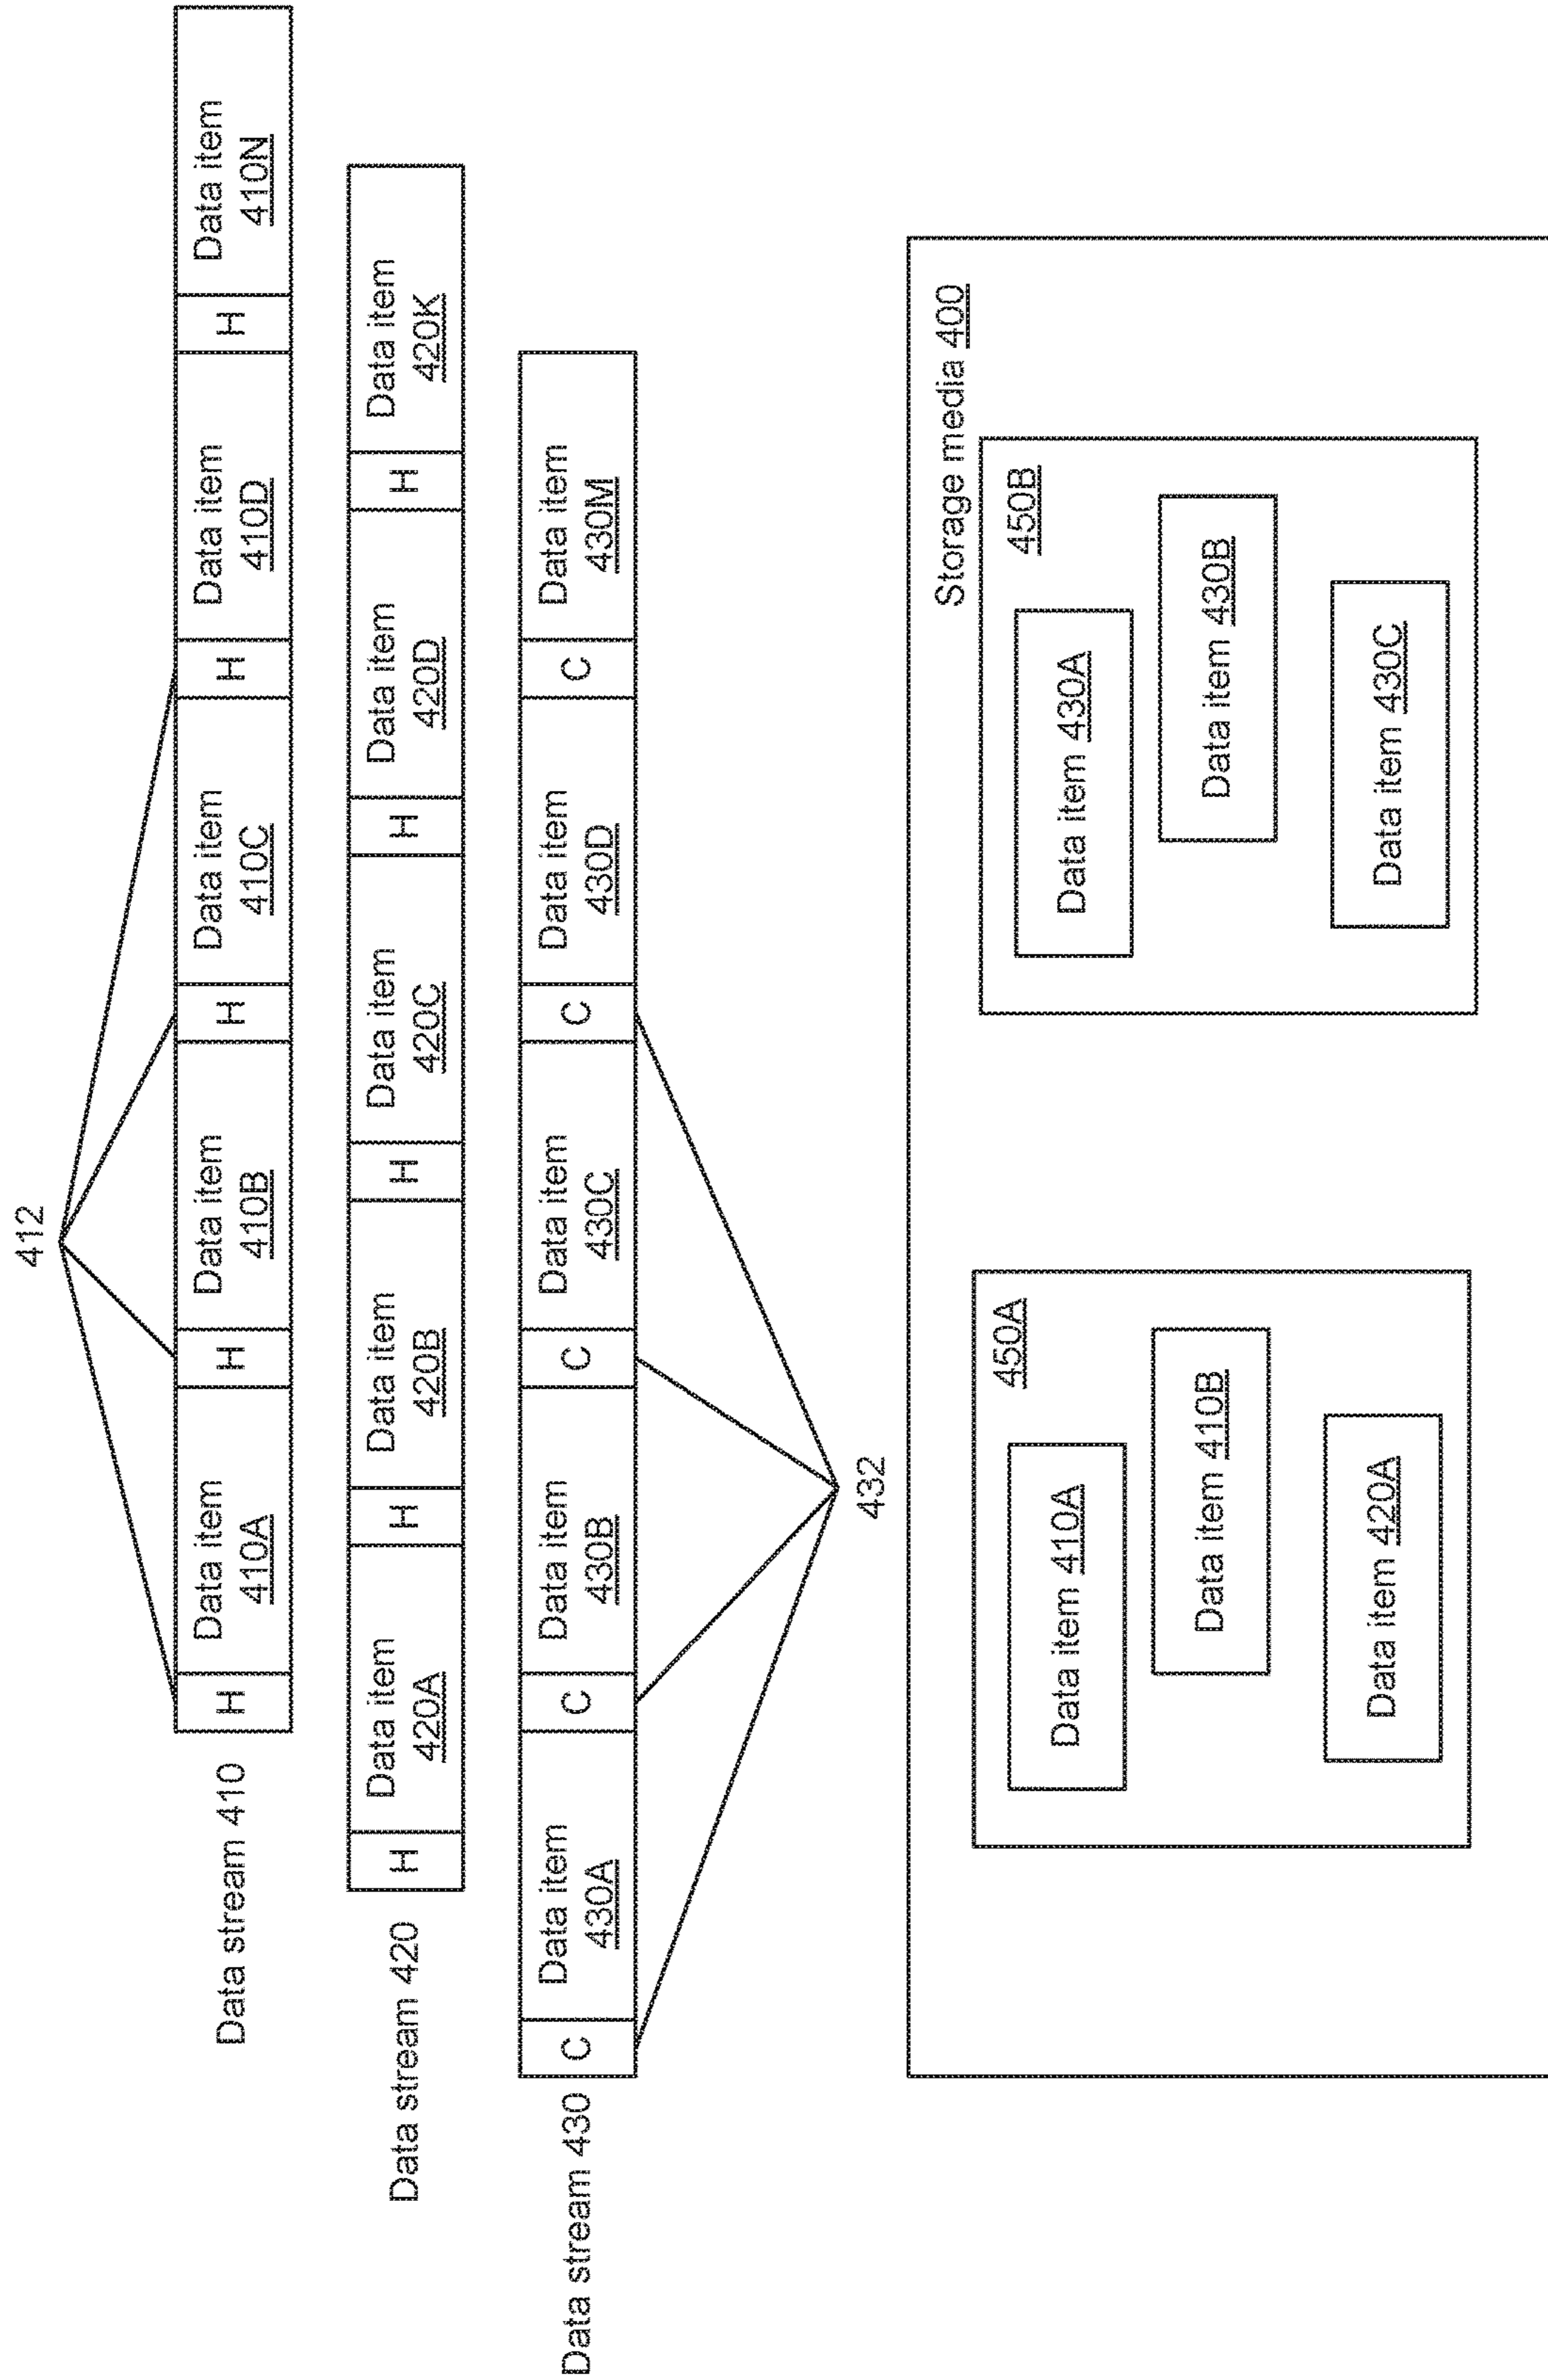 412
Data stream 410
H
Data item
410A
H
Data item
410B
H
Data item
410C
H
Data item
410D
H
Data item
410N
Data stream 420
H
Data item
420A
H
Data item
420B
H
Data item
420C
H
Data item
420D
H
Data item
420K
Data stream 430
C
Data item
430A
C
Data item
430B
C
Data item
430C
C
Data item
430D
C
Data item
430M
432
Storage media 400
450A
Data item 410A
Data item 410B
Data item 420A
450B
Data item 430A
Data item 430B
Data item 430C